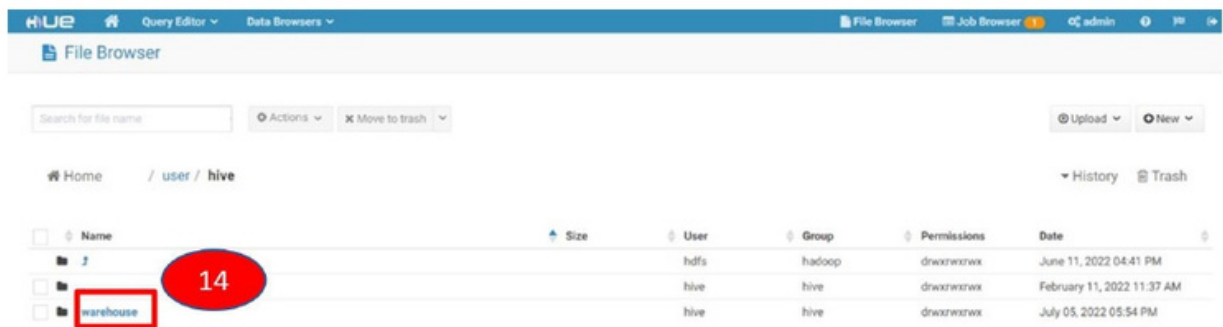 HUE Query Editor Data Browsers File Browser Job Browser 1 admin
File Browser
Search for file name Actions Move to trash Upload New
Home / user / hive History Trash
Name Size User Group Permissions Date
hdfs hadoop drwxrwxrwx June 11, 2022 04:41 PM
hive hive drwxrwxrwx February 11, 2022 11:37 AM
warehouse hive hive drwxrwxrwx July 05, 2022 05:54 PM
14